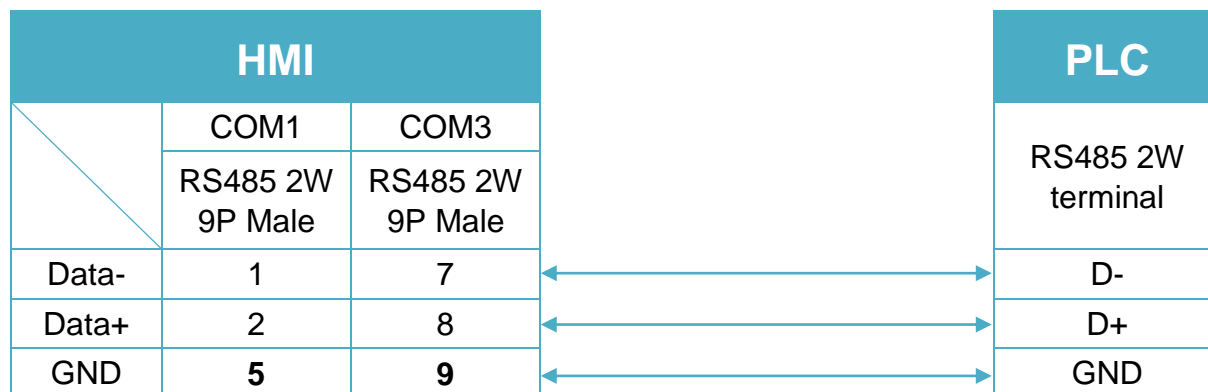 HMI
PLC
COM1 COM3
RS485 2W RS485 2W
9P Male 9P Male
RS485 2W
terminal
Data- 1 7 D-
Data+ 2 8 D+
GND 5 9 GND